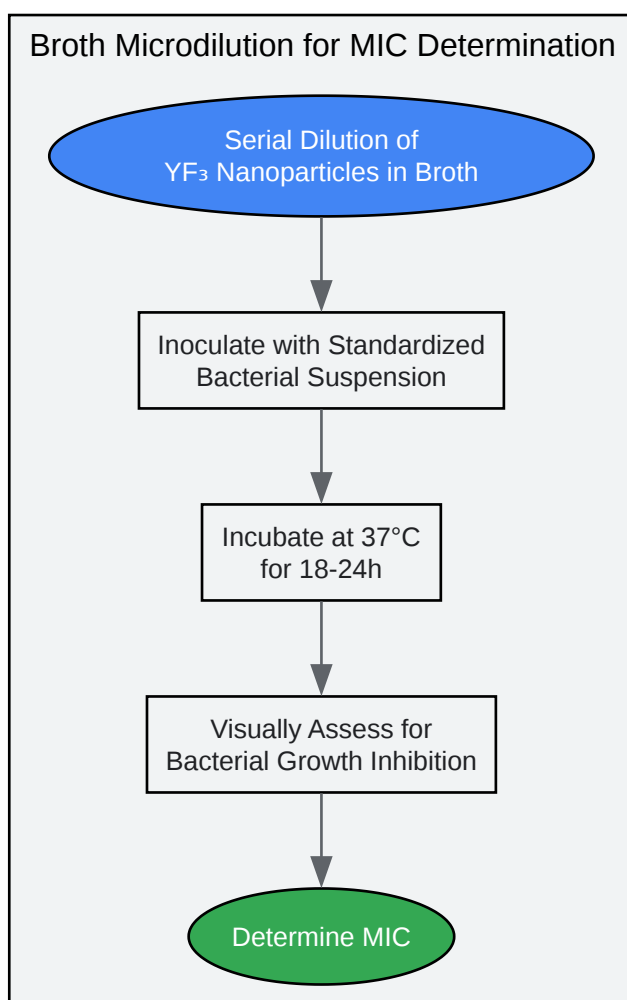 Broth Microdilution for MIC Determination
Serial Dilution of
YF₃ Nanoparticles in Broth
Inoculate with Standardized
Bacterial Suspension
Incubate at 37°C
for 18-24h
Visually Assess for
Bacterial Growth Inhibition
Determine MIC